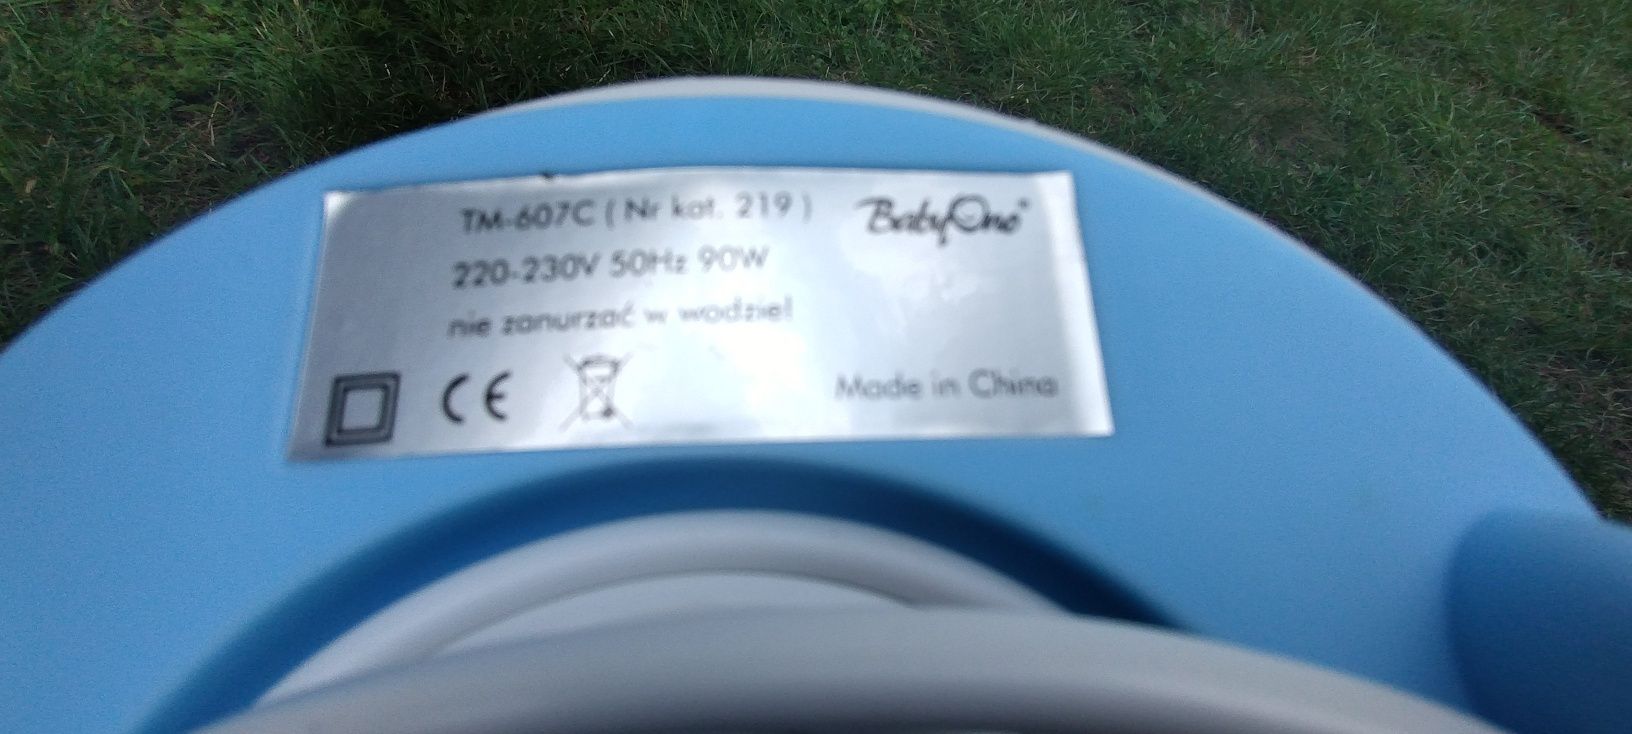 TM-607C ( Nr kat. 219 )
BabyOno®
220-230V 50Hz 90W
nie zanurzać w wodzie!
CE
Made in China